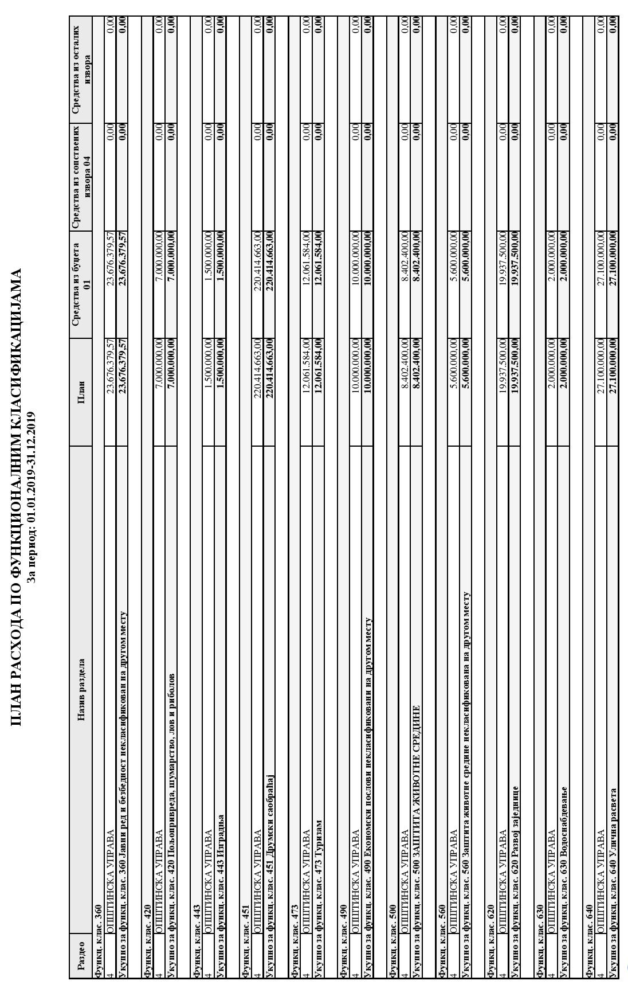 ПЛАН РАСХОДА ПО ФУНКЦИОНАЛНИМ КЛАСИФИКАЦИЈАМА
За период: 01.01.2019-31.12.2019
Раздео Назив раздела План Средства из буџета 01 Средства из сопствених извора 04 Средства из осталих извора
Функц. клас. 360
4 ОПШТИНСКА УПРАВА 23.676.379,57 23.676.379,57 0,00 0,00
Укупно за функц. клас. 360 Јавни ред и безбедност некласификован на другом месту 23.676.379,57 23.676.379,57 0,00 0,00
Функц. клас. 420
4 ОПШТИНСКА УПРАВА 7.000.000,00 7.000.000,00 0,00 0,00
Укупно за функц. клас. 420 Пољопривреда, шумарство, лов и риболов 7.000.000,00 7.000.000,00 0,00 0,00
Функц. клас. 443
4 ОПШТИНСКА УПРАВА 1.500.000,00 1.500.000,00 0,00 0,00
Укупно за функц. клас. 443 Изградња 1.500.000,00 1.500.000,00 0,00 0,00
Функц. клас. 451
4 ОПШТИНСКА УПРАВА 220.414.663,00 220.414.663,00 0,00 0,00
Укупно за функц. клас. 451 Друмски саобраћај 220.414.663,00 220.414.663,00 0,00 0,00
Функц. клас. 473
4 ОПШТИНСКА УПРАВА 12.061.584,00 12.061.584,00 0,00 0,00
Укупно за функц. клас. 473 Туризам 12.061.584,00 12.061.584,00 0,00 0,00
Функц. клас. 490
4 ОПШТИНСКА УПРАВА 10.000.000,00 10.000.000,00 0,00 0,00
Укупно за функц. клас. 490 Економски послови некласификовани на другом месту 10.000.000,00 10.000.000,00 0,00 0,00
Функц. клас. 500
4 ОПШТИНСКА УПРАВА 8.402.400,00 8.402.400,00 0,00 0,00
Укупно за функц. клас. 500 ЗАШТИТА ЖИВОТНЕ СРЕДИНЕ 8.402.400,00 8.402.400,00 0,00 0,00
Функц. клас. 560
4 ОПШТИНСКА УПРАВА 5.600.000,00 5.600.000,00 0,00 0,00
Укупно за функц. клас. 560 Заштита животне средине некласификована на другом месту 5.600.000,00 5.600.000,00 0,00 0,00
Функц. клас. 620
4 ОПШТИНСКА УПРАВА 19.937.500,00 19.937.500,00 0,00 0,00
Укупно за функц. клас. 620 Развој заједнице 19.937.500,00 19.937.500,00 0,00 0,00
Функц. клас. 630
4 ОПШТИНСКА УПРАВА 2.000.000,00 2.000.000,00 0,00 0,00
Укупно за функц. клас. 630 Водоснабдевање 2.000.000,00 2.000.000,00 0,00 0,00
Функц. клас. 640
4 ОПШТИНСКА УПРАВА 27.100.000,00 27.100.000,00 0,00 0,00
Укупно за функц. клас. 640 Улична расвета 27.100.000,00 27.100.000,00 0,00 0,00